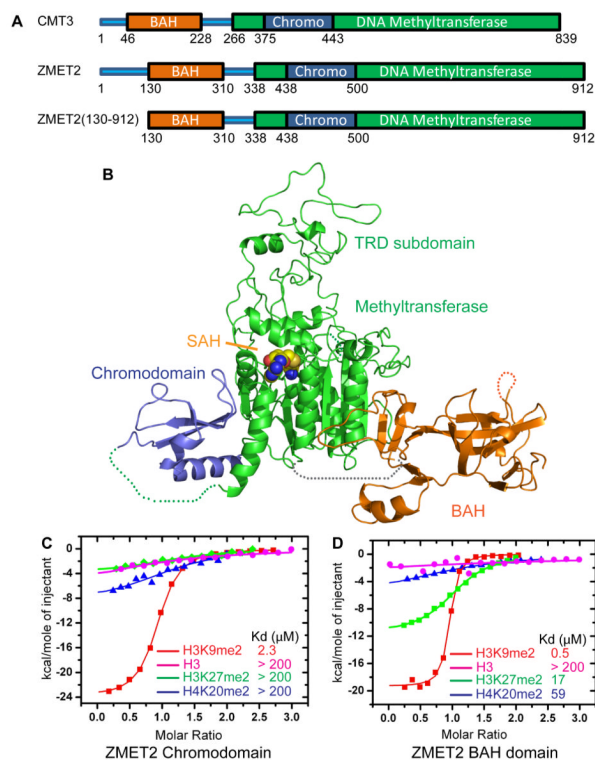 A
CMT3 BAH Chromo DNA Methyltransferase
1 46 228 266 375 443 839
ZMET2 BAH Chromo DNA Methyltransferase
1 130 310 338 438 500 912
ZMET2(130-912) BAH Chromo DNA Methyltransferase
130 310 338 438 500 912
B
TRD subdomain
Methyltransferase
SAH
Chromodomain
BAH
C
kcal/mole of injectant
0
-4
-8
-12
-16
-20
-24
Kd (μM)
H3K9me2 2.3
H3 > 200
H3K27me2 > 200
H4K20me2 > 200
0.0 0.5 1.0 1.5 2.0 2.5 3.0
Molar Ratio
ZMET2 Chromodomain
D
kcal/mole of injectant
0
-4
-8
-12
-16
-20
Kd (μM)
H3K9me2 0.5
H3 > 200
H3K27me2 17
H4K20me2 59
0.0 0.5 1.0 1.5 2.0 2.5 3.0
Molar Ratio
ZMET2 BAH domain